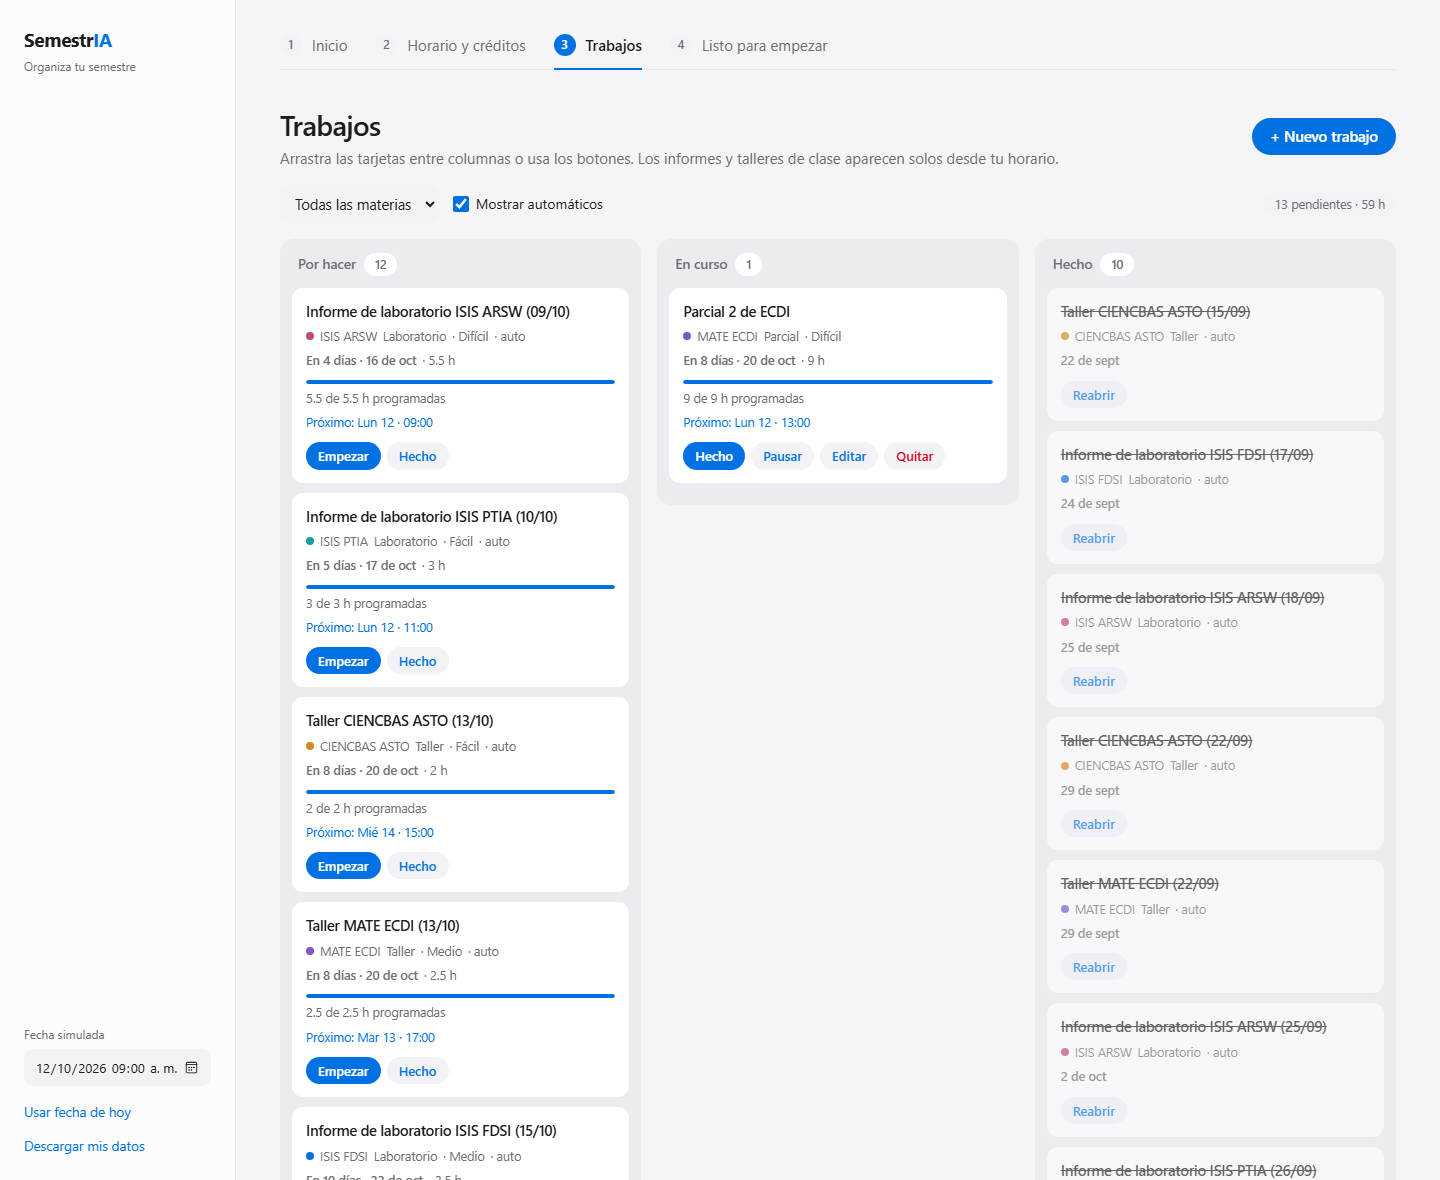 SemestrIA
Organiza tu semestre
1 Inicio
2 Horario y créditos
3 Trabajos
4 Listo para empezar
Trabajos
Arrastra las tarjetas entre columnas o usa los botones. Los informes y talleres de clase aparecen solos desde tu horario.
+ Nuevo trabajo
Todas las materias
Mostrar automáticos
13 pendientes · 59 h
Por hacer 12
Informe de laboratorio ISIS ARSW (09/10)
ISIS ARSW Laboratorio · Difícil · auto
En 4 días · 16 de oct · 5.5 h
5.5 de 5.5 h programadas
Próximo: Lun 12 · 09:00
Empezar Hecho
Informe de laboratorio ISIS PTIA (10/10)
ISIS PTIA Laboratorio · Fácil · auto
En 5 días · 17 de oct · 3 h
3 de 3 h programadas
Próximo: Lun 12 · 11:00
Empezar Hecho
Taller CIENCBAS ASTO (13/10)
CIENCBAS ASTO Taller · Fácil · auto
En 8 días · 20 de oct · 2 h
2 de 2 h programadas
Próximo: Mié 14 · 15:00
Empezar Hecho
Taller MATE ECDI (13/10)
MATE ECDI Taller · Medio · auto
En 8 días · 20 de oct · 2.5 h
2.5 de 2.5 h programadas
Próximo: Mar 13 · 17:00
Empezar Hecho
Informe de laboratorio ISIS FDSI (15/10)
ISIS FDSI Laboratorio · Medio · auto
En 10 días · 22 de oct · 3.5 h
En curso 1
Parcial 2 de ECDI
MATE ECDI Parcial · Difícil
En 8 días · 20 de oct · 9 h
9 de 9 h programadas
Próximo: Lun 12 · 13:00
Hecho Pausar Editar Quitar
Hecho 10
Taller CIENCBAS ASTO (15/09)
CIENCBAS ASTO Taller · auto
22 de sept
Reabrir
Informe de laboratorio ISIS FDSI (17/09)
ISIS FDSI Laboratorio · auto
24 de sept
Reabrir
Informe de laboratorio ISIS ARSW (18/09)
ISIS ARSW Laboratorio · auto
25 de sept
Reabrir
Taller CIENCBAS ASTO (22/09)
CIENCBAS ASTO Taller · auto
29 de sept
Reabrir
Taller MATE ECDI (22/09)
MATE ECDI Taller · auto
29 de sept
Reabrir
Informe de laboratorio ISIS ARSW (25/09)
ISIS ARSW Laboratorio · auto
2 de oct
Reabrir
Informe de laboratorio ISIS PTIA (26/09)
Fecha simulada
12/10/2026 09:00 a. m.
Usar fecha de hoy
Descargar mis datos